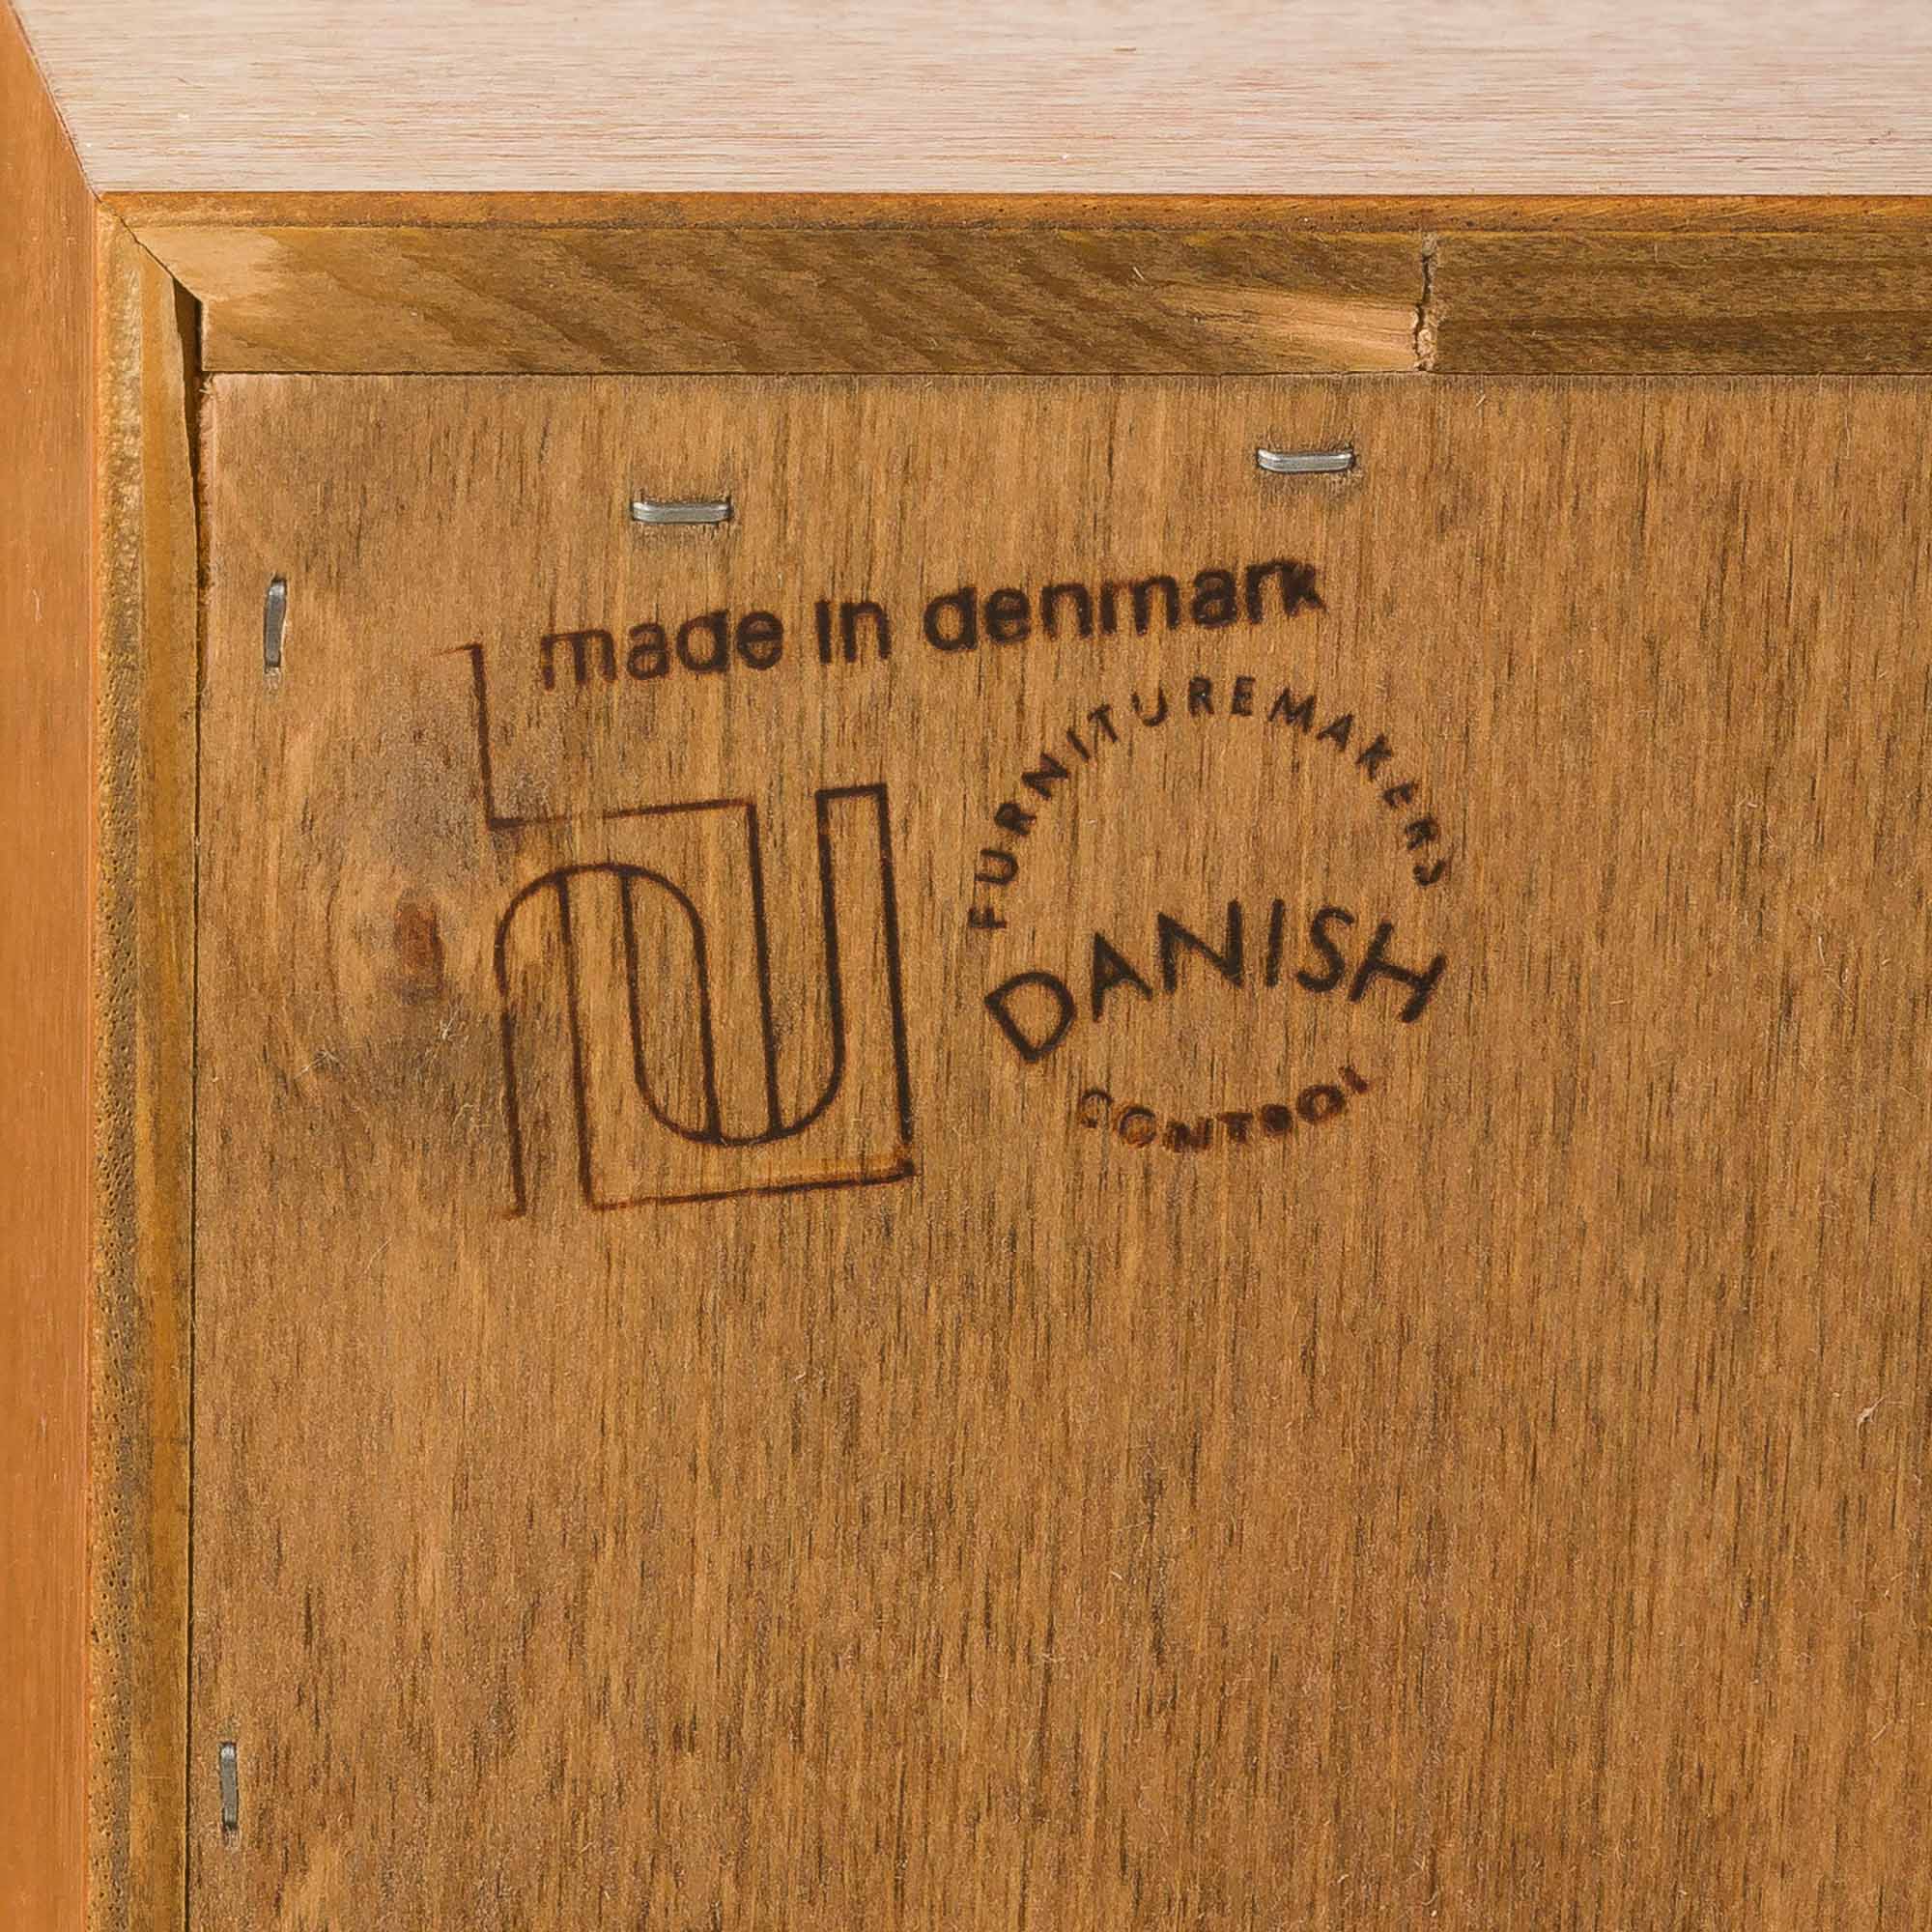 made in denmark
FURNITUREMAKERS
DANISH
CONTROL